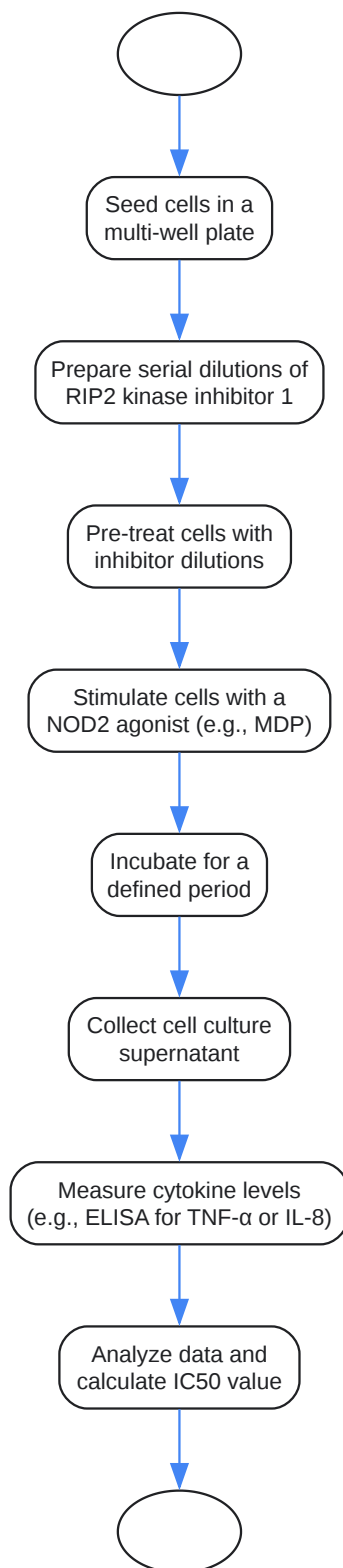 Seed cells in a
multi-well plate
Prepare serial dilutions of
RIP2 kinase inhibitor 1
Pre-treat cells with
inhibitor dilutions
Stimulate cells with a
NOD2 agonist (e.g., MDP)
Incubate for a
defined period
Collect cell culture
supernatant
Measure cytokine levels
(e.g., ELISA for TNF-α or IL-8)
Analyze data and
calculate IC50 value